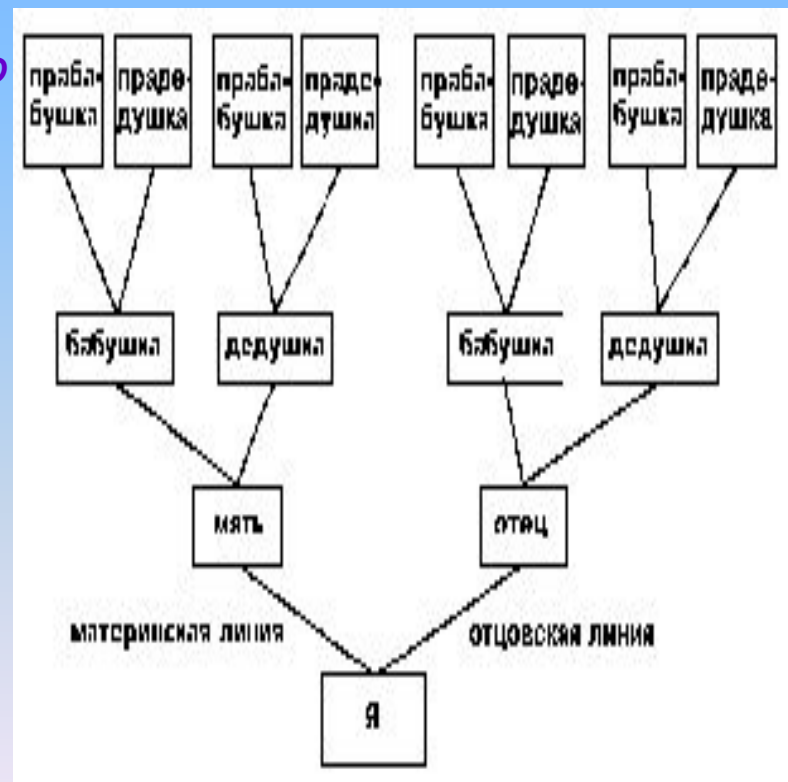 о
праба- праде- праба- праде- праба- праде- праба- праде-
бушка душка бушка душка бушка душка бушка душка
бабушка дедушка бабушка дедушка
мять отец
материнская линия отцовская линия
Я